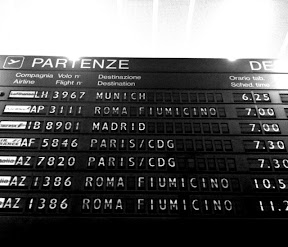 PARTENZE DE
Compagnia Volo n° Destinazione Orario tab.
Airline Flight n° Destination Sched. time
LH 3967 MUNICH 6.25
AP 3111 ROMA FIUMICINO 7.00
IB 8901 MADRID 7.00
AF 5846 PARIS/CDG 7.30
AZ 7820 PARIS/CDG 7.30
AZ 1386 ROMA FIUMICINO 10.5
AZ 1386 ROMA FIUMICINO 11.2